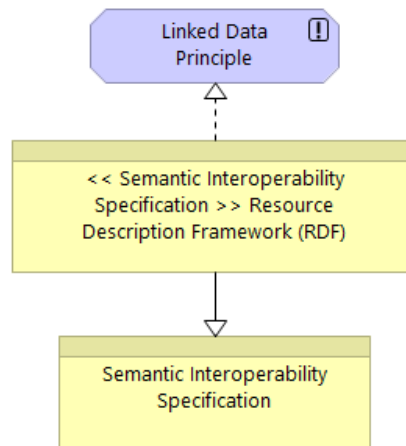 Linked Data
Principle
<< Semantic Interoperability
Specification >> Resource
Description Framework (RDF)
Semantic Interoperability
Specification